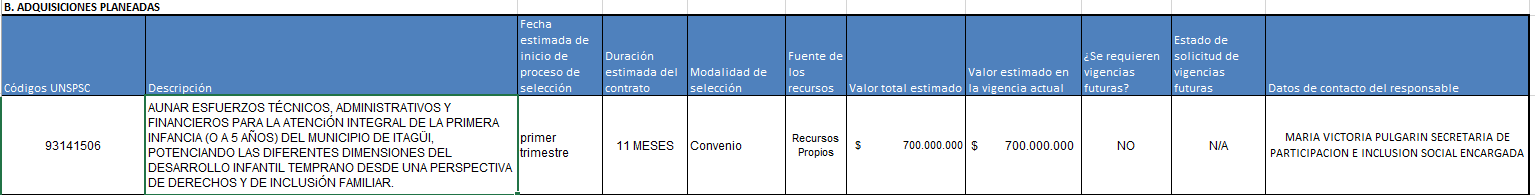 B. ADQUISICIONES PLANEADAS
Códigos UNSPSC
Descripción
Fecha
estimada de
inicio de
proceso de
selección
Duración
estimada del
contrato
Modalidad de
selección
Fuente de
los
recursos
Valor total estimado
Valor estimado en
la vigencia actual
¿Se requieren
vigencias
futuras?
Estado de
solicitud de
vigencias
futuras
Datos de contacto del responsable
93141506
AUNAR ESFUERZOS TÉCNICOS, ADMINISTRATIVOS Y
FINANCIEROS PARA LA ATENCiÓN INTEGRAL DE LA PRIMERA
INFANCIA (O A 5 AÑOS) DEL MUNICIPIO DE ITAGÜI,
POTENCIANDO LAS DIFERENTES DIMENSIONES DEL
DESARROLLO INFANTIL TEMPRANO DESDE UNA PERSPECTIVA
DE DERECHOS Y DE INCLUSiÓN FAMILIAR.
primer
trimestre
11 MESES
Convenio
Recursos
Propios
$ 700.000.000
$ 700.000.000
NO
N/A
MARIA VICTORIA PULGARIN SECRETARIA DE
PARTICIPACION E INCLUSION SOCIAL ENCARGADA